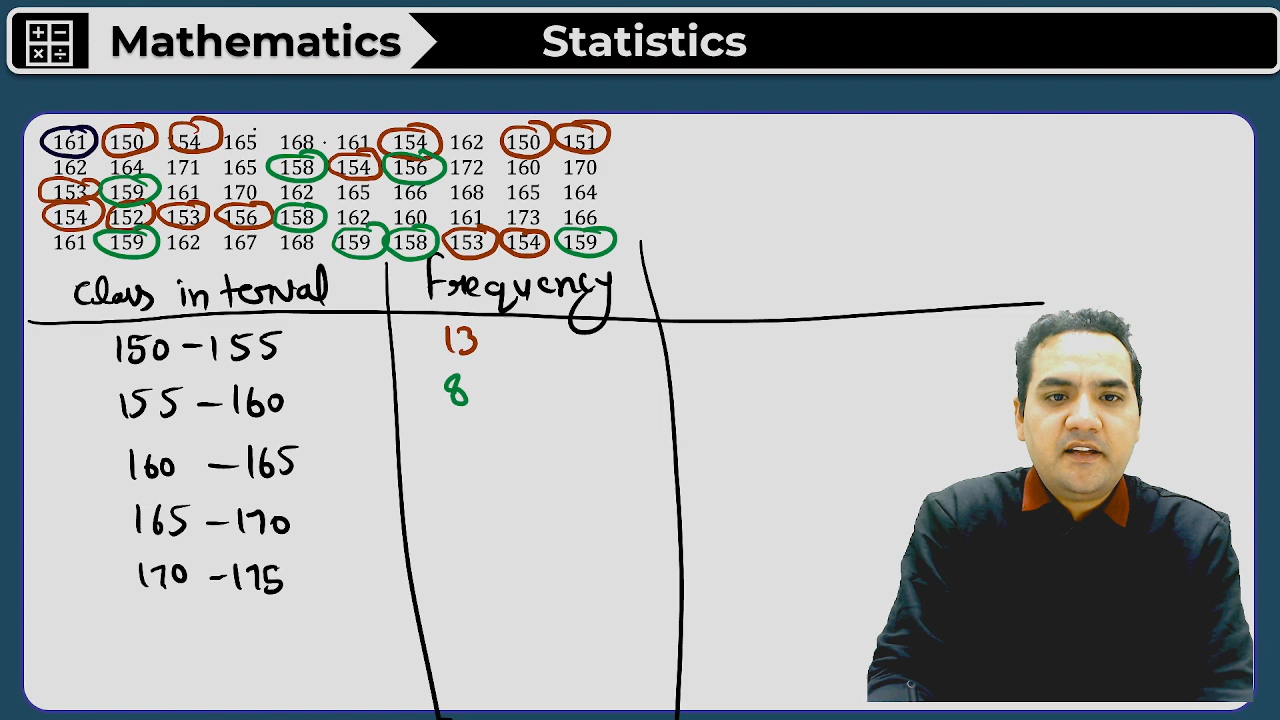 Mathematics Statistics
161 150 154 165 168 161 154 162 150 151
162 164 171 165 158 154 156 172 160 170
153 159 161 170 162 165 166 168 165 164
154 152 153 156 158 162 160 161 173 166
161 159 162 167 168 159 158 153 154 159
Class interval Frequency
150 - 155 13
155 - 160 8
160 - 165
165 - 170
170 - 175